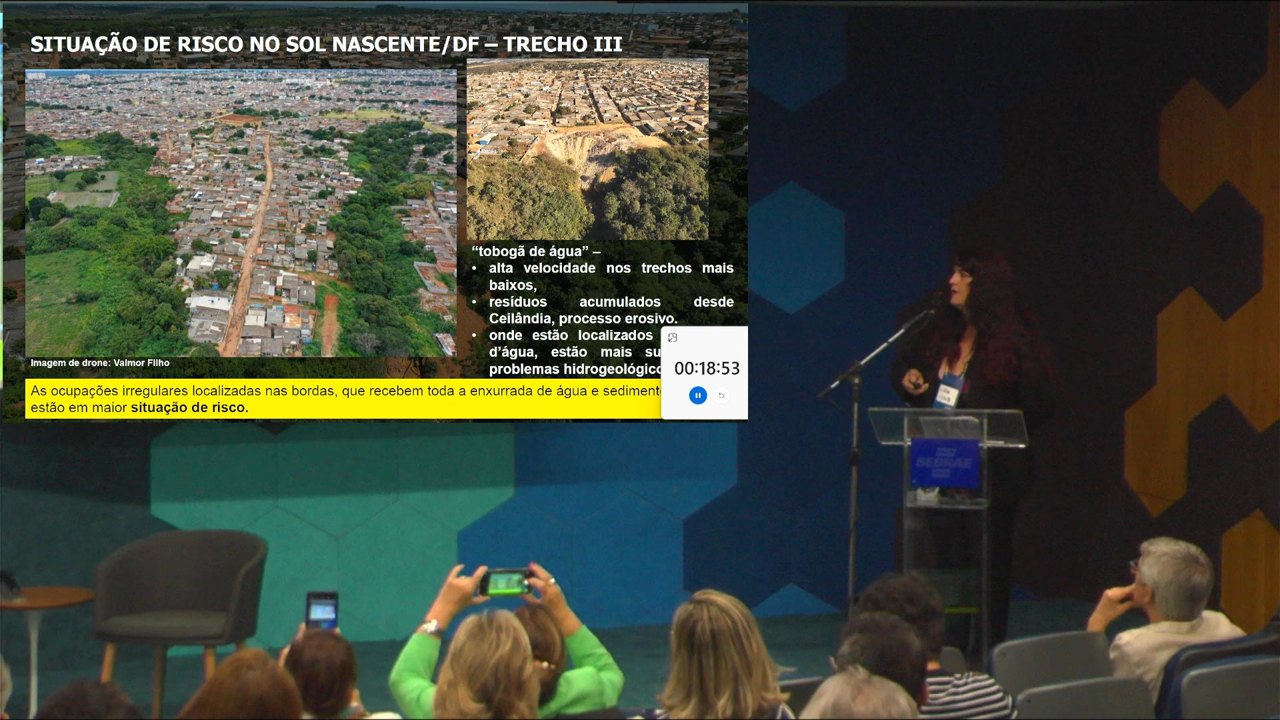 SITUAÇÃO DE RISCO NO SOL NASCENTE/DF – TRECHO III
“tobogã de água” –
• alta velocidade nos trechos mais
baixos,
• resíduos acumulados desde
Ceilândia, processo erosivo.
• onde estão localizados
d’água, estão mais
problemas
00:18:53
Imagem de drone: Valmor Filho
As ocupações irregulares localizadas nas bordas, que recebem toda a enxurrada de água e
estão em maior situação de risco.
SEBRAE